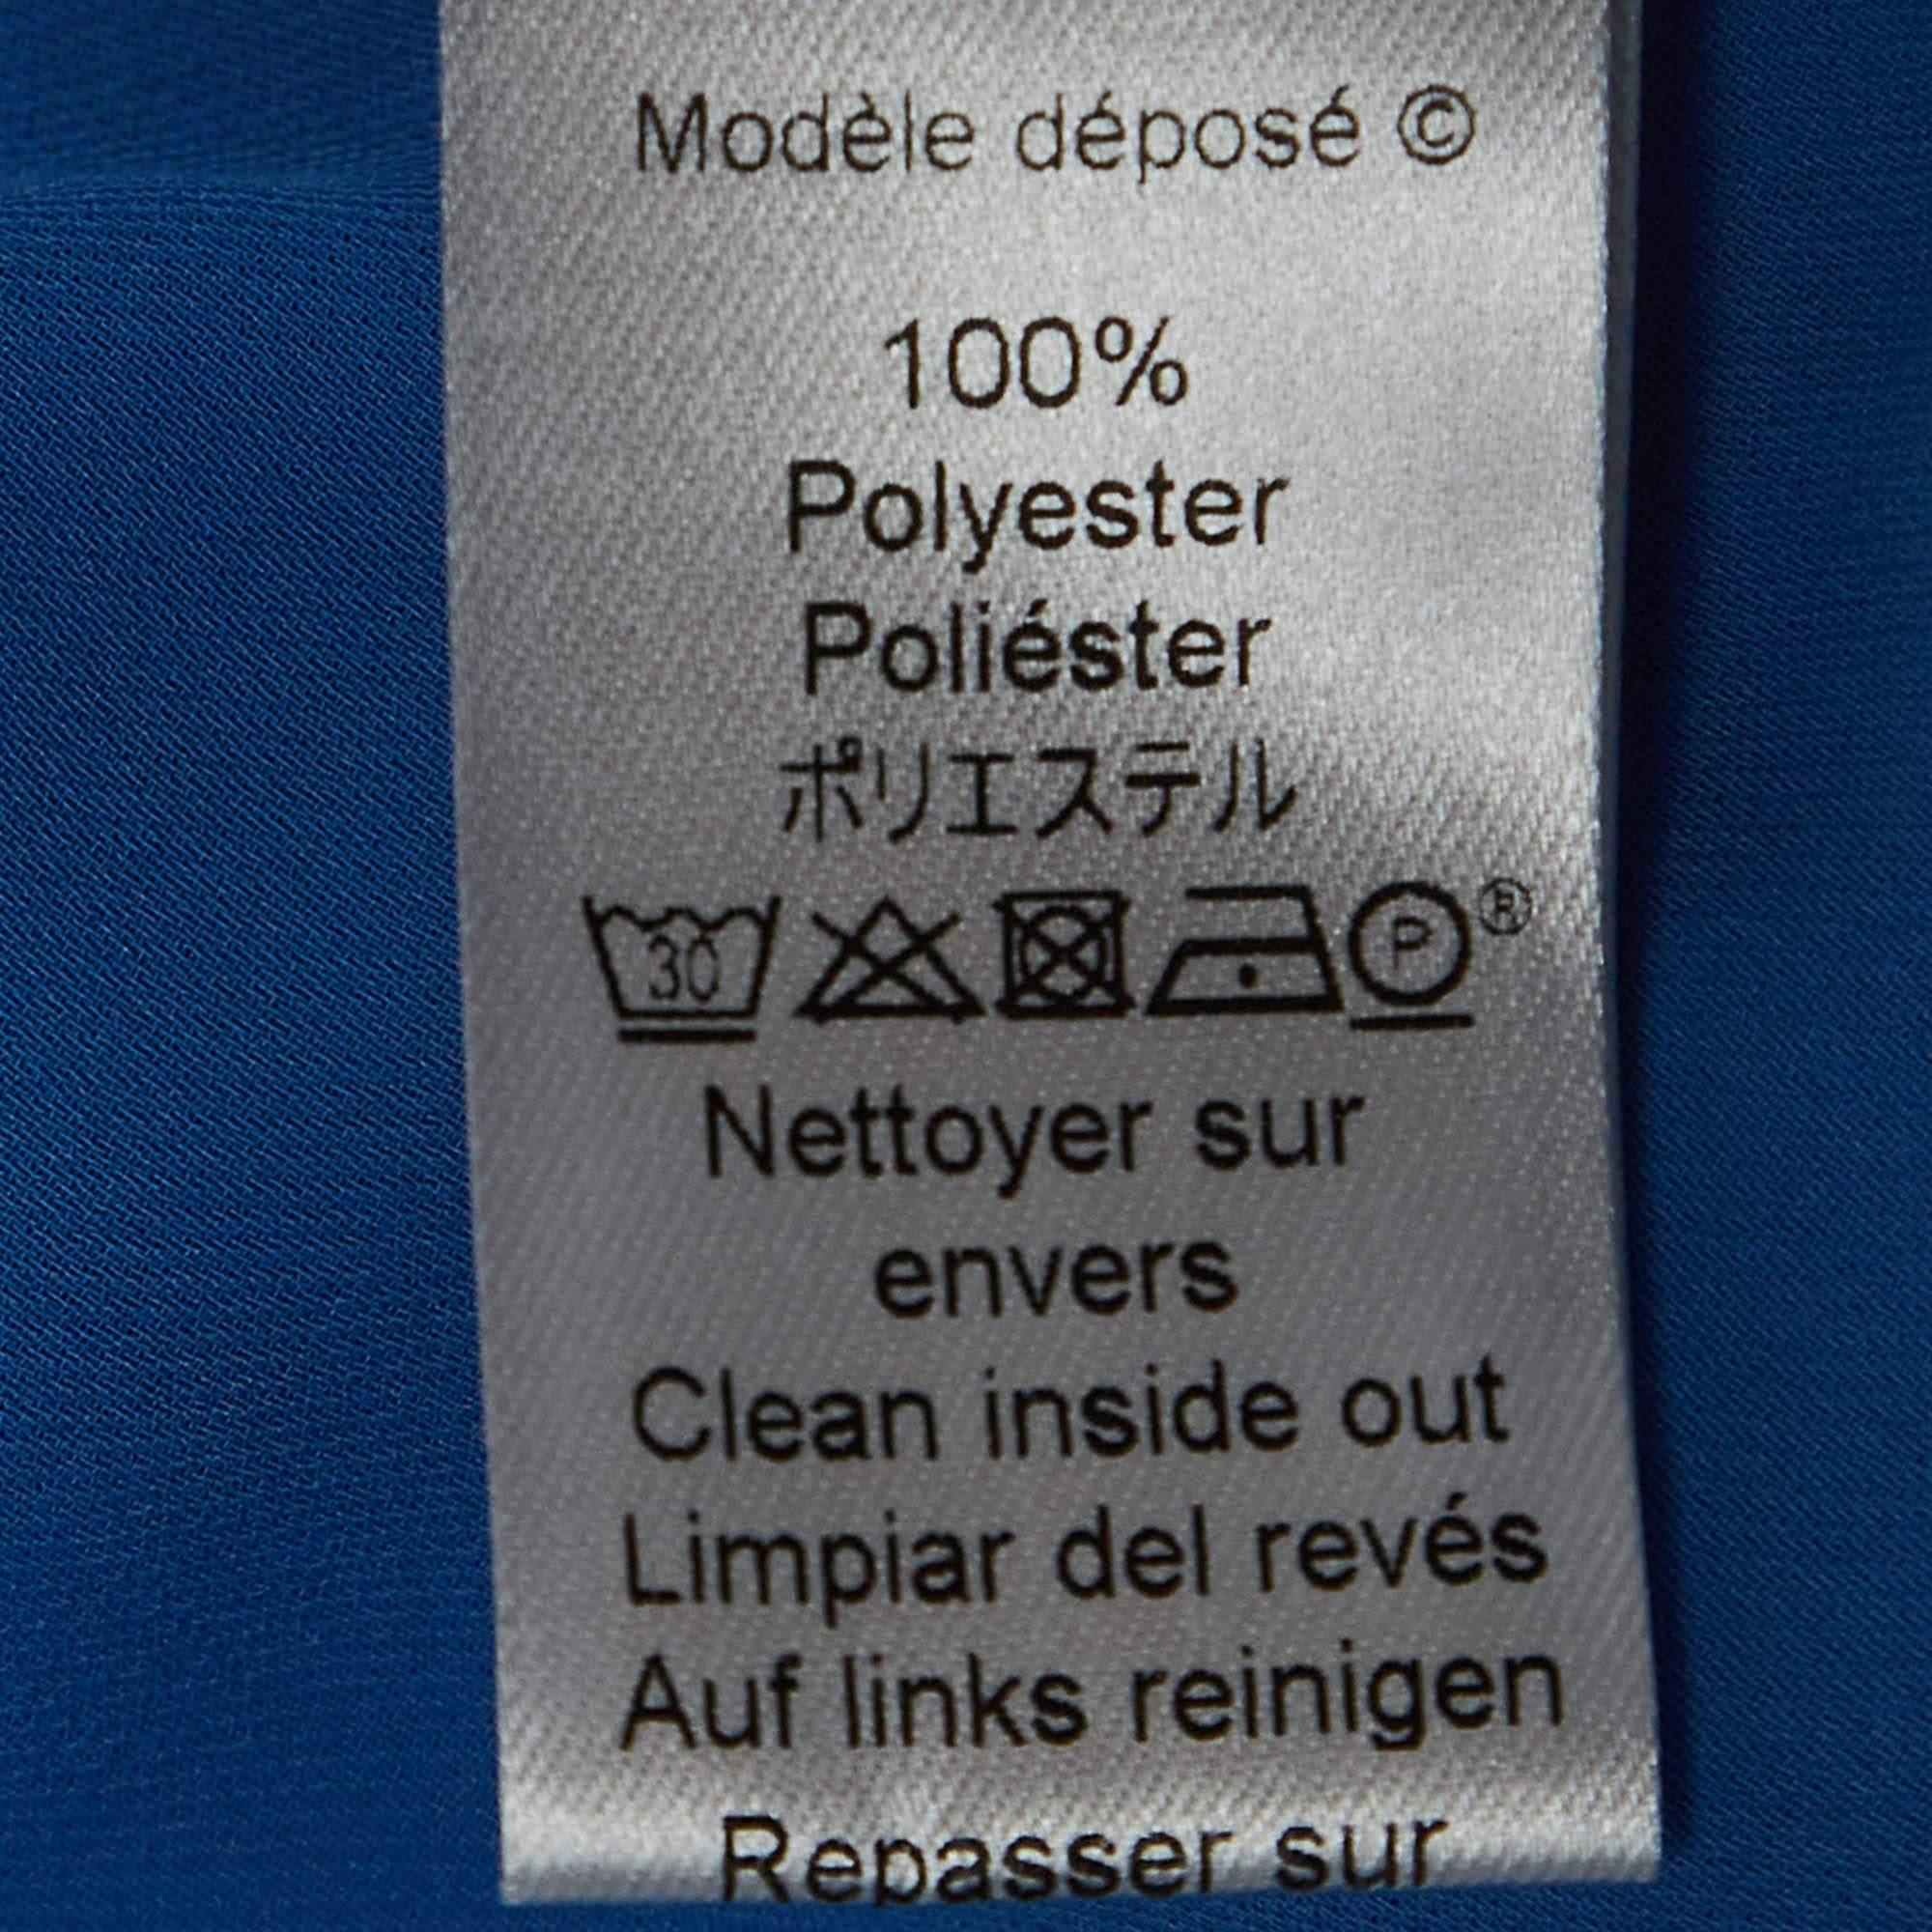 Modèle déposé ©
100%
Polyester
Poliéster
ポリエステル
30 P ®
Nettoyer sur
envers
Clean inside out
Limpiar del revés
Auf links reinigen
Repasser sur